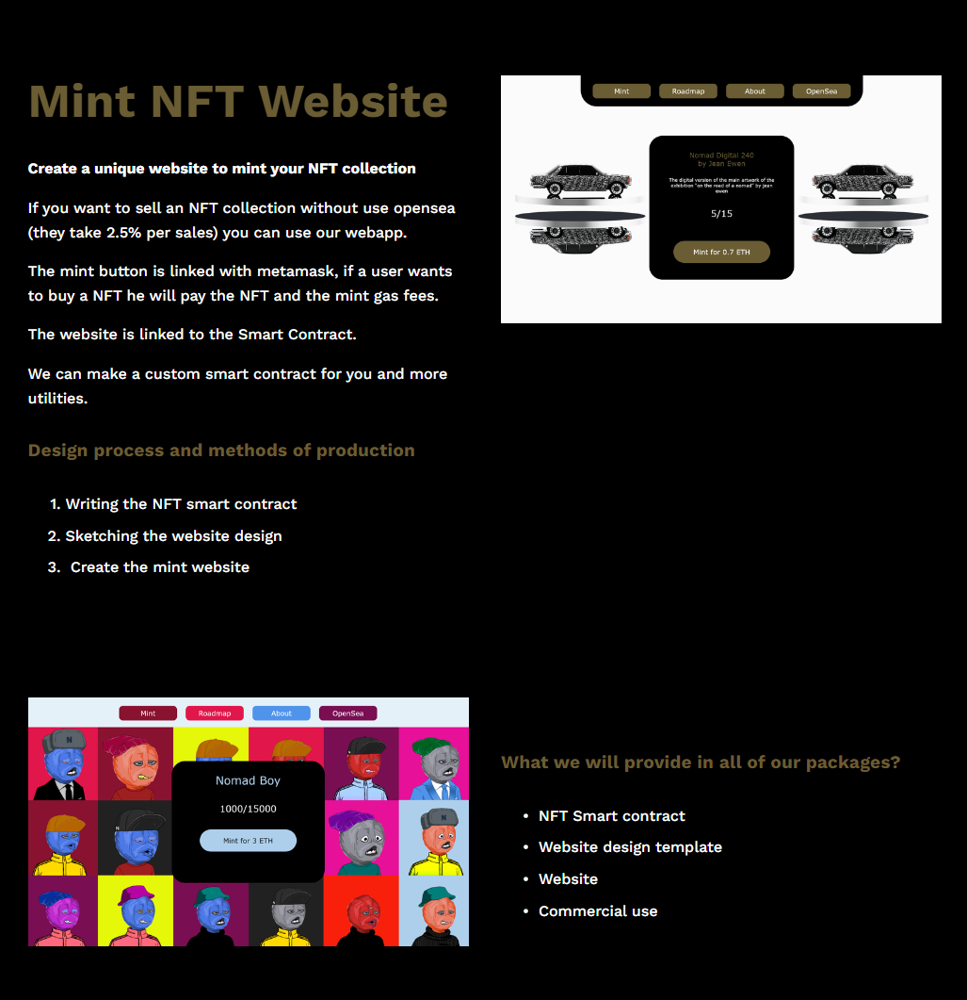 Mint NFT Website
Create a unique website to mint your NFT collection
If you want to sell an NFT collection without use opensea
(they take 2.5% per sales) you can use our webapp.
The mint button is linked with metamask, if a user wants
to buy a NFT he will pay the NFT and the mint gas fees.
The website is linked to the Smart Contract.
We can make a custom smart contract for you and more
utilities.
Design process and methods of production
1. Writing the NFT smart contract
2. Sketching the website design
3. Create the mint website
Mint
Roadmap
About
OpenSea
Nomad Digital 240
by Jean Ewen
The digital version of the main artwork of the
exhibition "on the road of a nomad" by jean
ewen
5/15
Mint for 0.7 ETH
Mint
Roadmap
About
OpenSea
N
N
N
Nomad Boy
1000/15000
Mint for 3 ETH
What we will provide in all of our packages?
• NFT Smart contract
• Website design template
• Website
• Commercial use